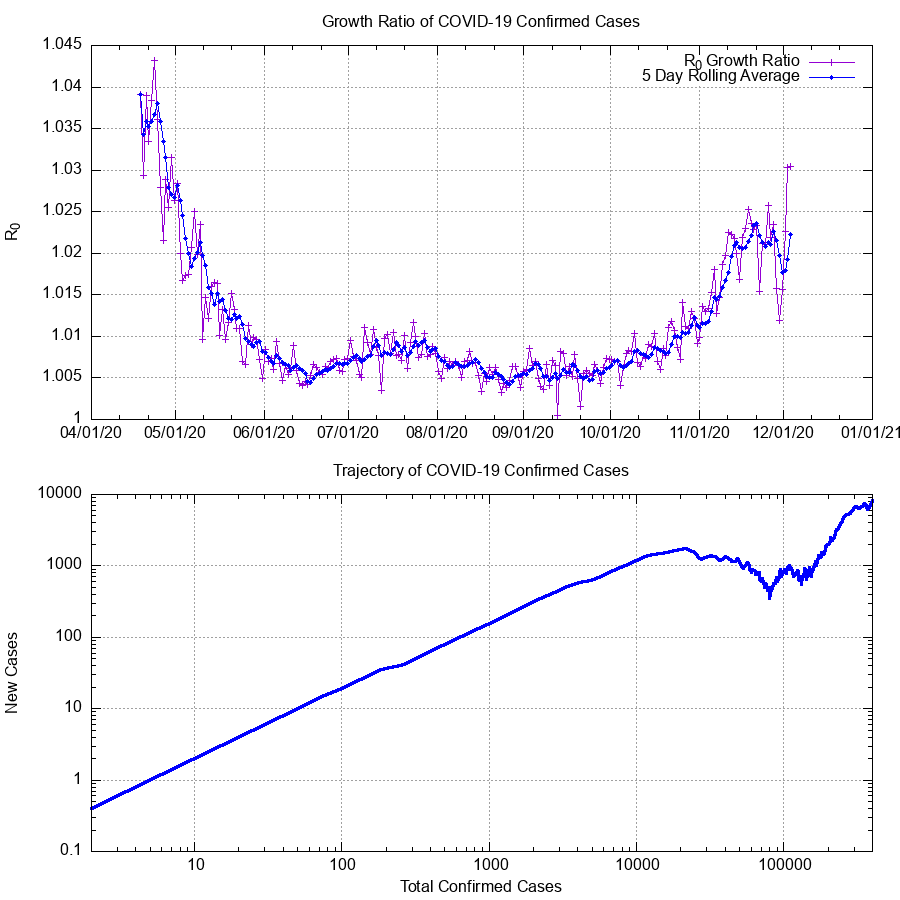 Growth Ratio of COVID-19 Confirmed Cases
R0 Growth Ratio
5 Day Rolling Average
1.045
1.04
1.035
1.03
1.025
1.02
1.015
1.01
1.005
1
R0
04/01/20 05/01/20 06/01/20 07/01/20 08/01/20 09/01/20 10/01/20 11/01/20 12/01/20 01/01/21
Trajectory of COVID-19 Confirmed Cases
10000
1000
100
10
1
0.1
New Cases
10 100 1000 10000 100000
Total Confirmed Cases